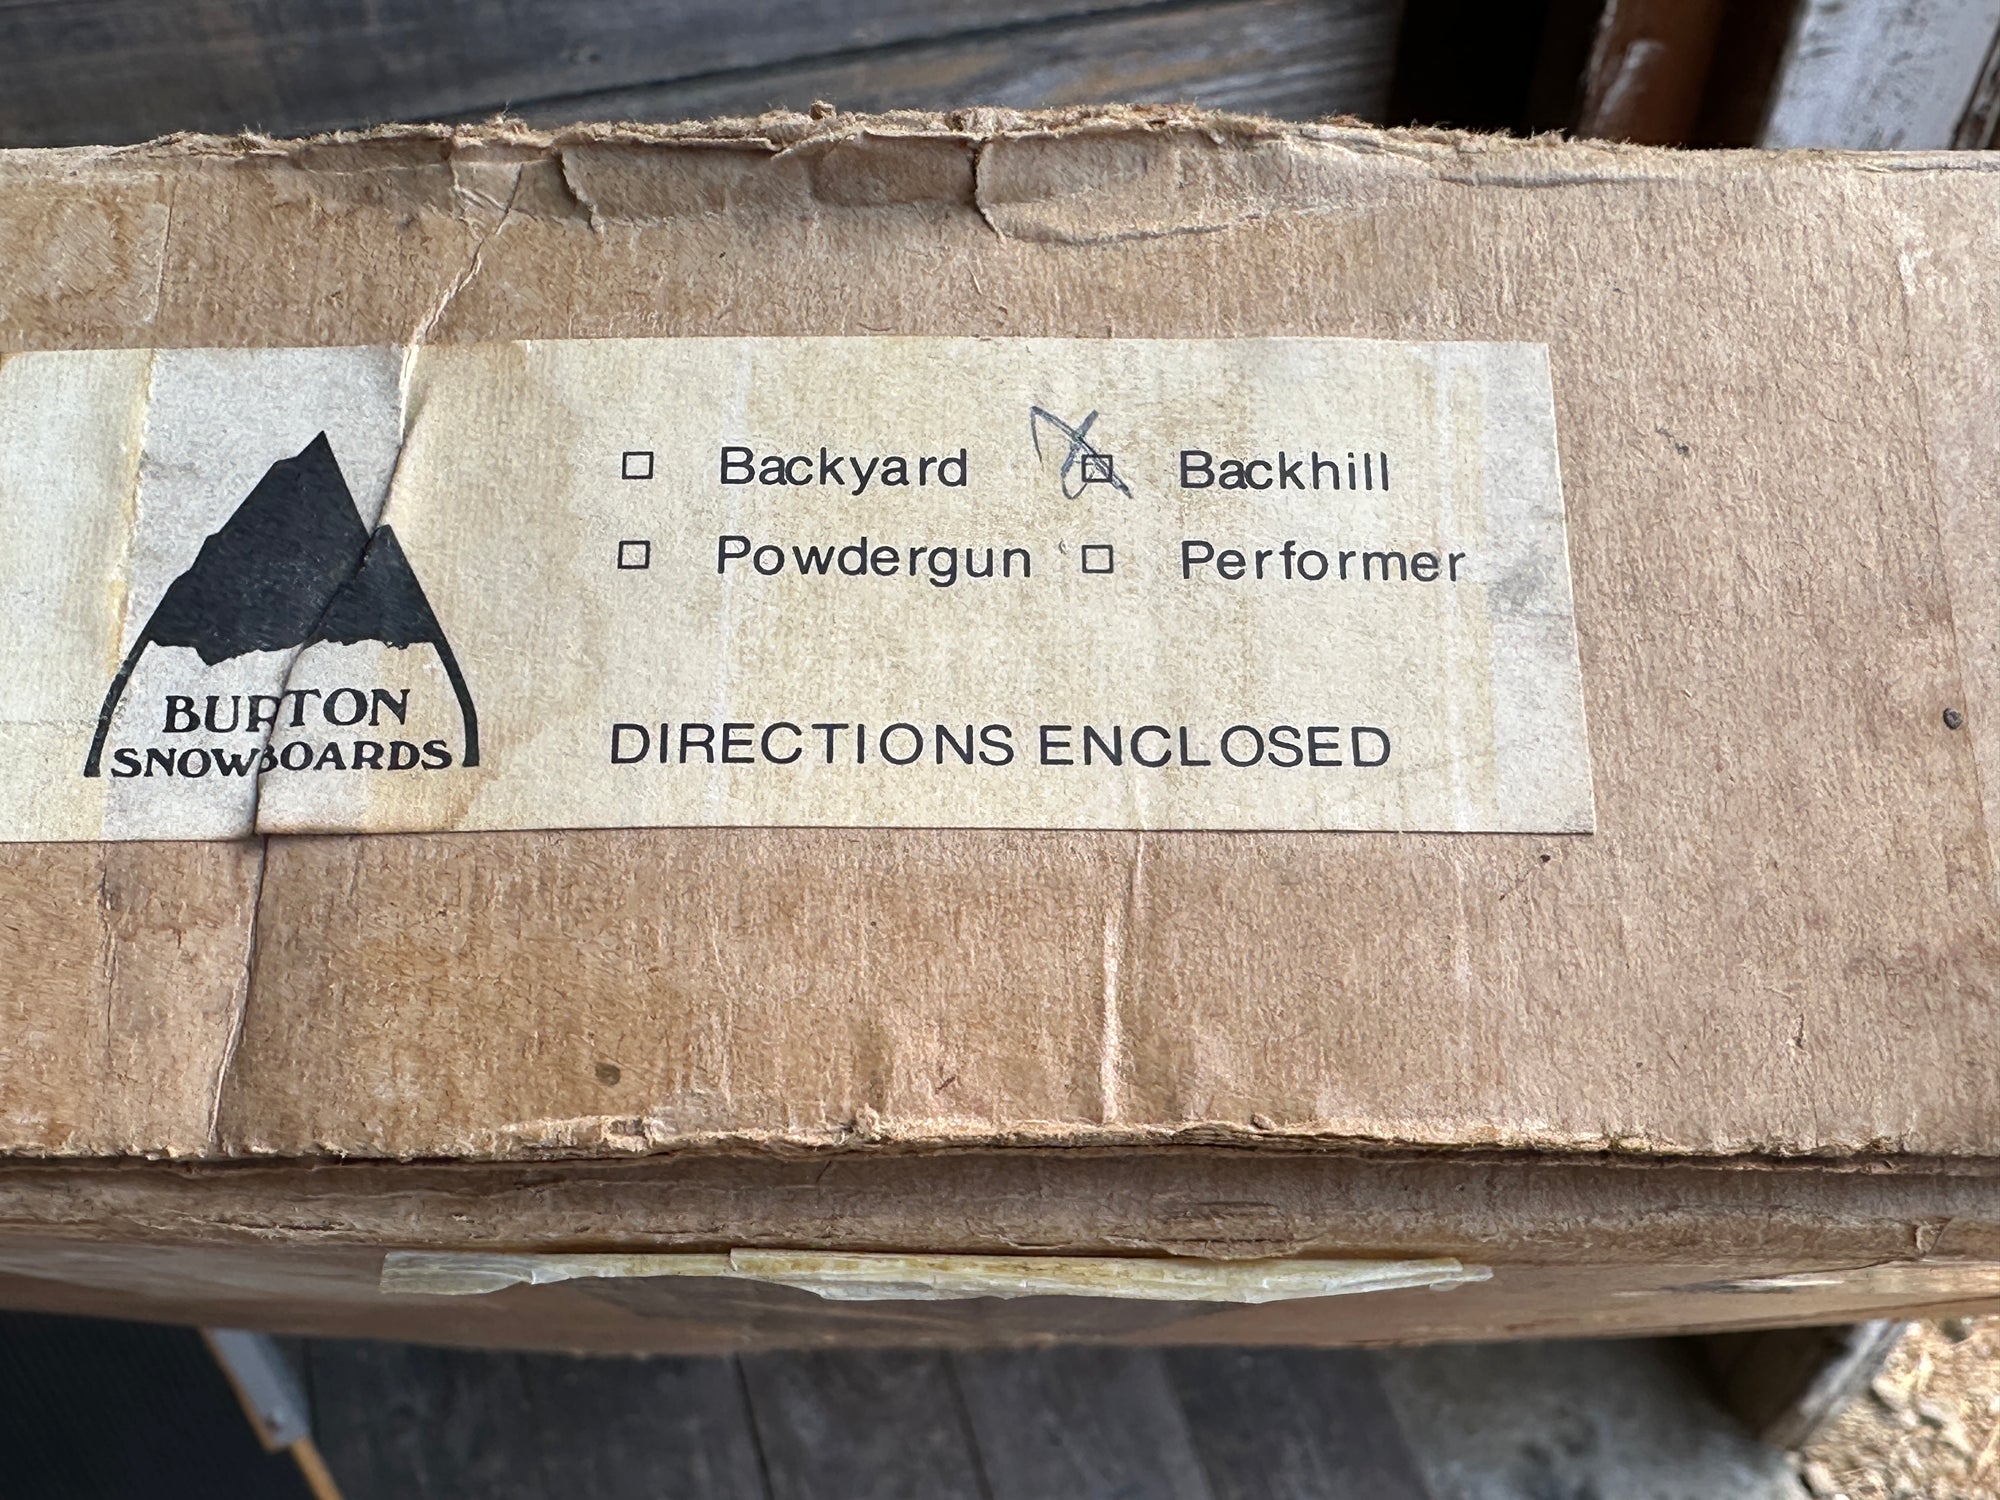 Backyard Backhill
Powdergun Performer
BURTON
SNOWBOARDS
DIRECTIONS ENCLOSED